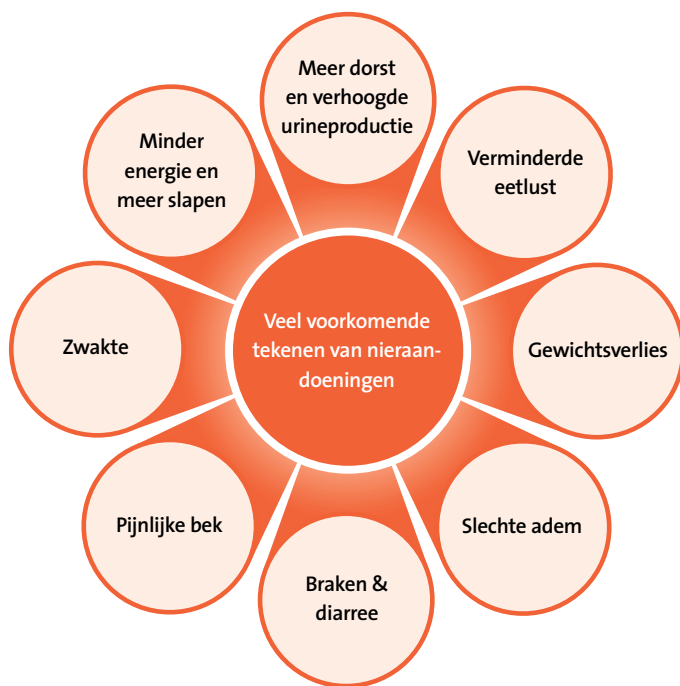 Meer dorst
en verhoogde
urineproductie
Verminderde
eetlust
Gewichtsverlies
Slechte adem
Braken &
diarree
Pijnlijke bek
Zwakte
Minder
energie en
meer slapen
Veel voorkomende
tekenen van nieraan-
doeningen